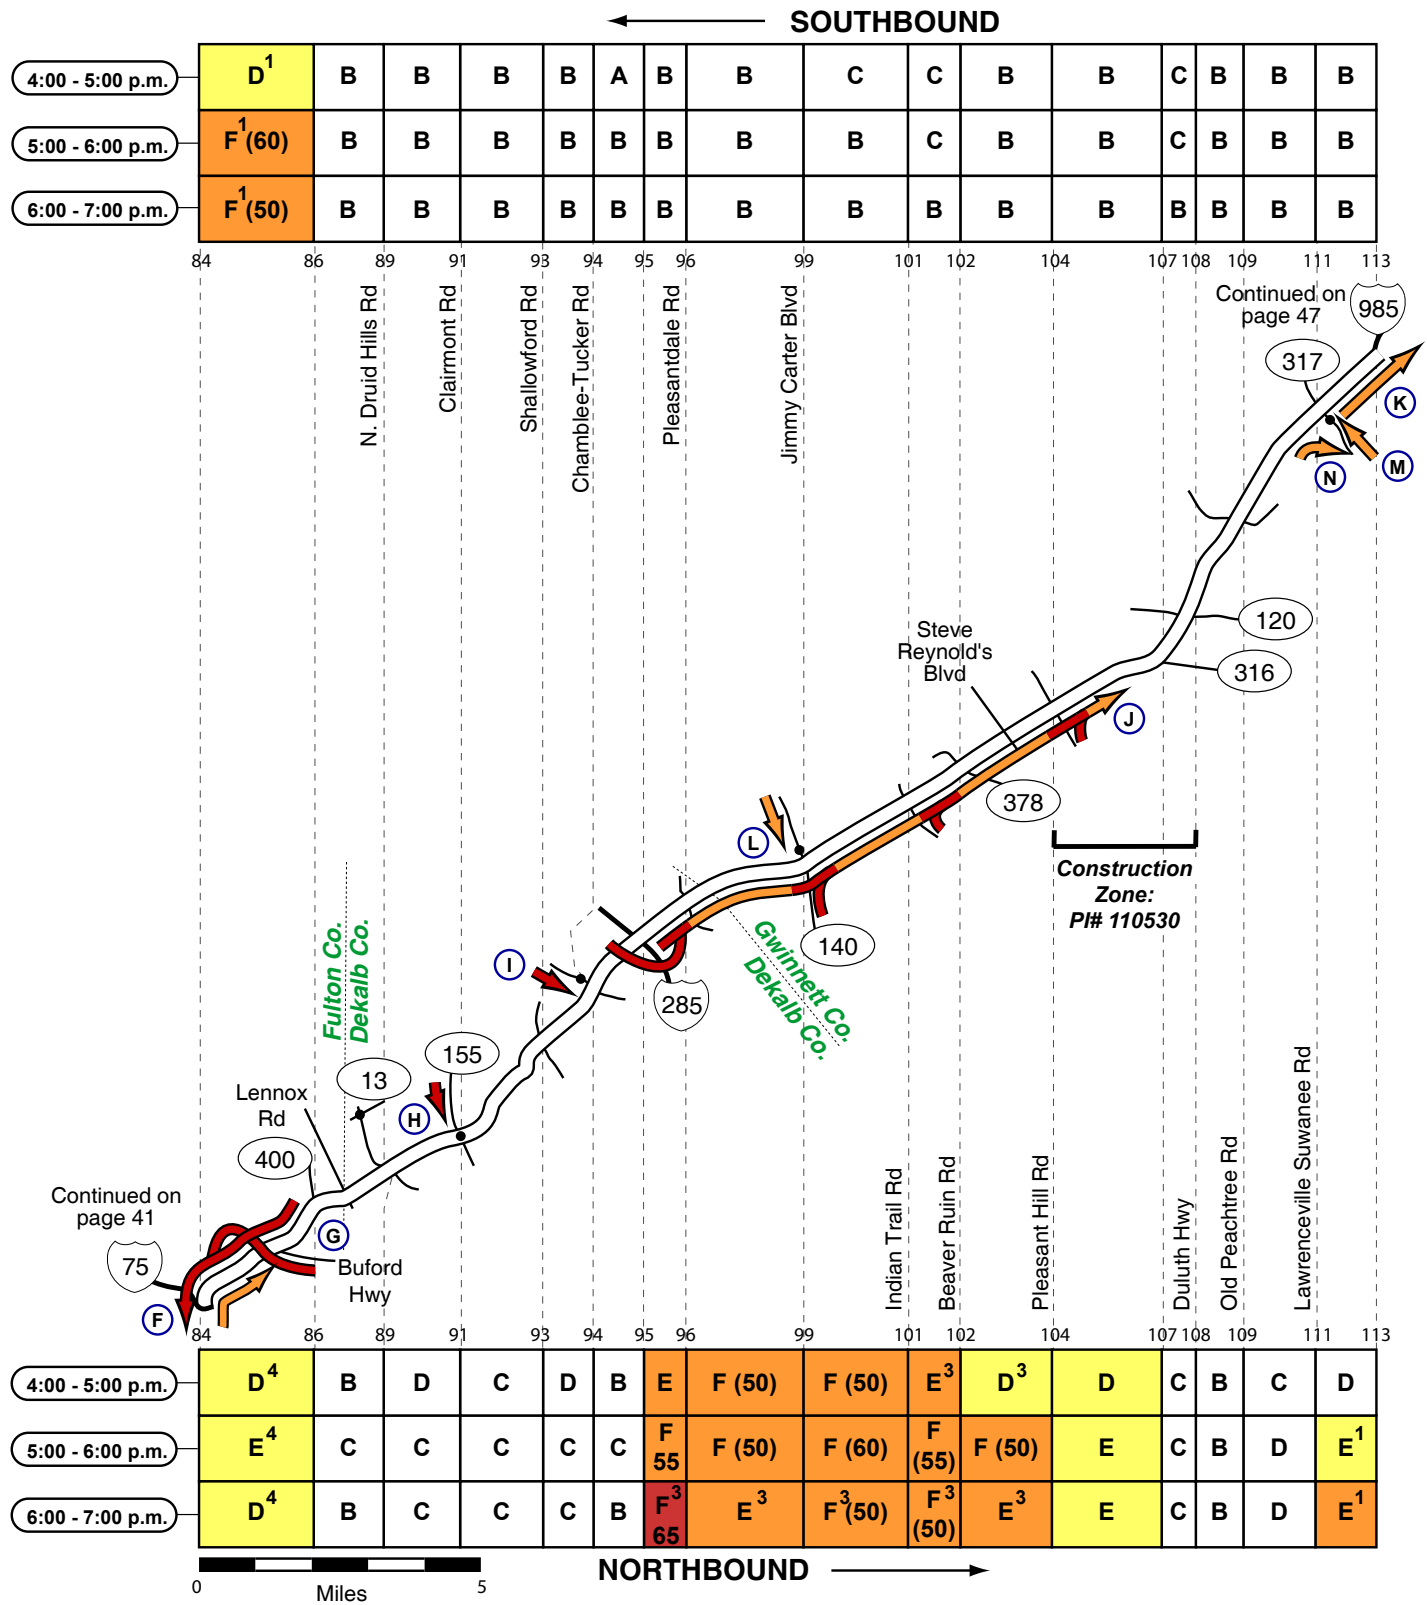 SOUTHBOUND
4:00 - 5:00 p.m. D1 B B B B A B B C C B B C B B B
5:00 - 6:00 p.m. F1(60) B B B B B B B B C B B C B B B
6:00 - 7:00 p.m. F1(50) B B B B B B B B B B B B B B B
84 86 89 91 93 94 95 96 99 101 102 104 107 108 109 111 113
N. Druid Hills Rd
Clairmont Rd
Shallowford Rd
Chamblee-Tucker Rd
Pleasantdale Rd
Jimmy Carter Blvd
Continued on
page 47
985
317
K
M
N
120
316
Steve
Reynold's
Blvd
J
378
L
Construction
Zone:
PI# 110530
140
Gwinnett Co.
Dekalb Co.
I
285
Fulton Co.
Dekalb Co.
155
13
H
Lennox
Rd
400
Continued on
page 41
75
G
Buford
Hwy
F
Indian Trail Rd
Beaver Ruin Rd
Pleasant Hill Rd
Duluth Hwy
Old Peachtree Rd
Lawrenceville Suwanee Rd
84 86 89 91 93 94 95 96 99 101 102 104 107 108 109 111 113
4:00 - 5:00 p.m. D4 B D C D B E F (50) F (50) E3 D3 D C B C D
5:00 - 6:00 p.m. E4 C C C C C F 55 F (50) F (60) F (55) F (50) E C B D E1
6:00 - 7:00 p.m. D4 B C C C B F3 65 E3 F3(50) F3 (50) E3 E C B D E1
0 5
Miles
NORTHBOUND